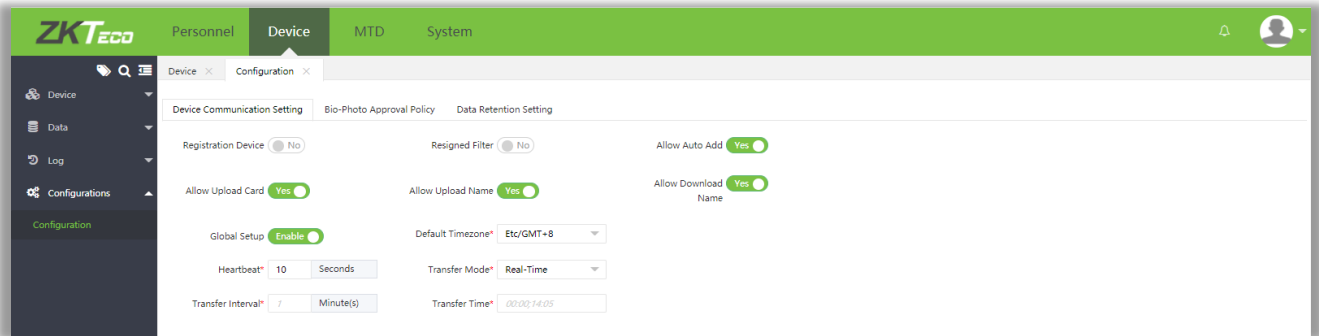 ZKTeco Personnel Device MTD System
Device × Configuration ×
Device
Data
Log
Configurations
Configuration
Device Communication Setting Bio-Photo Approval Policy Data Retention Setting
Registration Device No Resigned Filter No Allow Auto Add Yes
Allow Upload Card Yes Allow Upload Name Yes Allow Download Name Yes
Global Setup Enable Default Timezone* Etc/GMT+8
Heartbeat* 10 Seconds Transfer Mode* Real-Time
Transfer Interval* 1 Minute(s) Transfer Time* 00:00;14:05